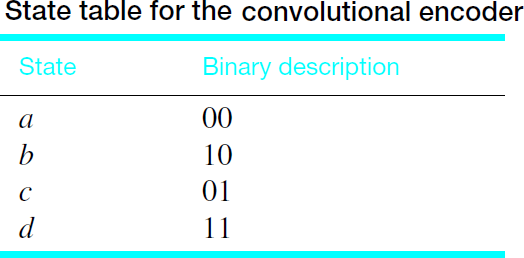 State table for the convolutional encoder
State Binary description
a 00
b 10
c 01
d 11